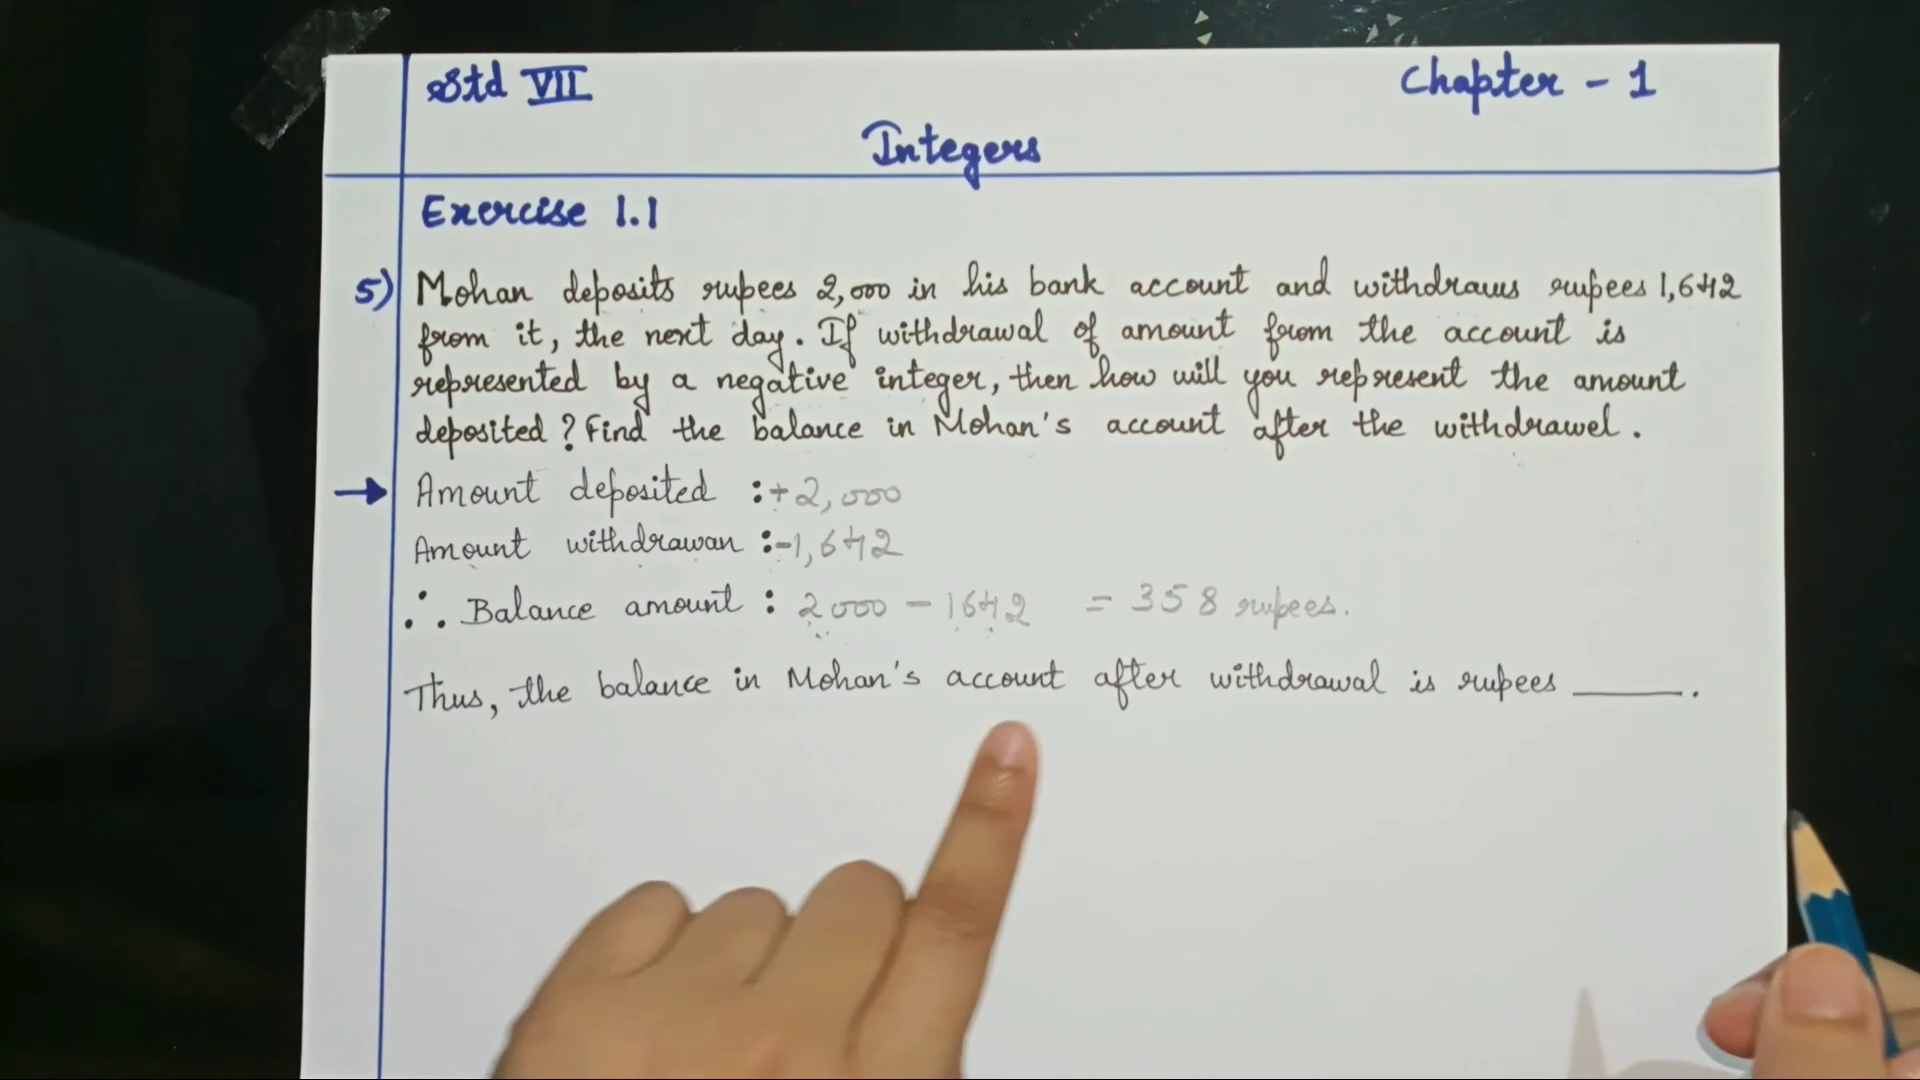 Std VII
Chapter - 1
Integers
Exercise 1.1
5) Mohan deposits rupees 2,000 in his bank account and withdraws rupees 1,642
from it, the next day. If withdrawal of amount from the account is
represented by a negative integer, then how will you represent the amount
deposited? Find the balance in Mohan's account after the withdrawel.
→ Amount deposited : +2,000
Amount withdrawan : -1,642
∴ Balance amount : 2000 - 1642 = 358 rupees.
Thus, the balance in Mohan's account after withdrawal is rupees ______.